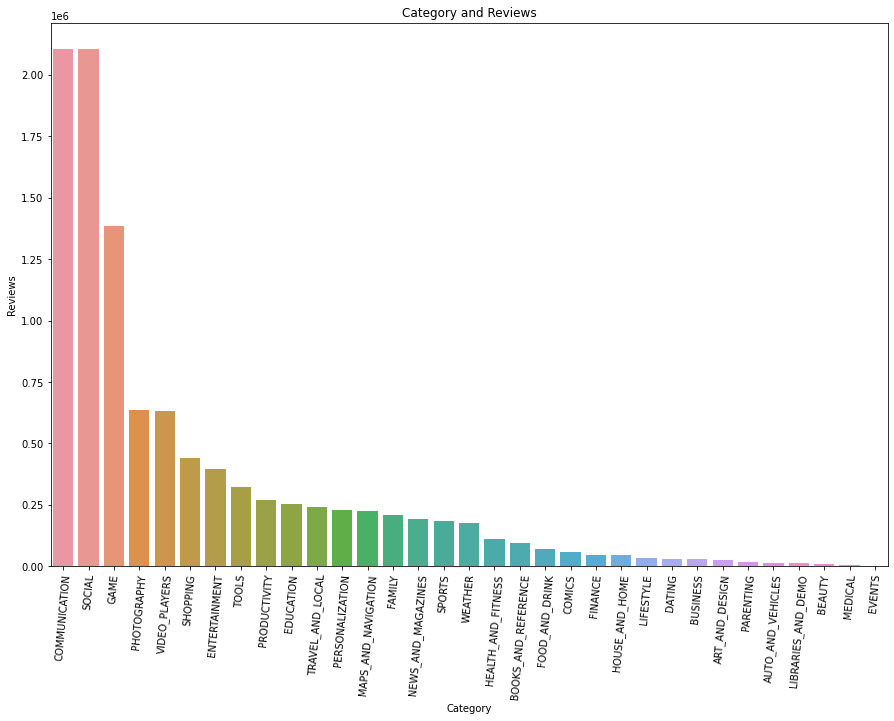 Category and Reviews
1e6
2.00
1.75
1.50
1.25
1.00
0.75
0.50
0.25
0.00
Reviews
COMMUNICATION
SOCIAL
GAME
PHOTOGRAPHY
VIDEO_PLAYERS
SHOPPING
ENTERTAINMENT
TOOLS
PRODUCTIVITY
EDUCATION
TRAVEL_AND_LOCAL
PERSONALIZATION
MAPS_AND_NAVIGATION
FAMILY
NEWS_AND_MAGAZINES
SPORTS
WEATHER
HEALTH_AND_FITNESS
BOOKS_AND_REFERENCE
FOOD_AND_DRINK
COMICS
FINANCE
HOUSE_AND_HOME
LIFESTYLE
DATING
BUSINESS
ART_AND_DESIGN
PARENTING
AUTO_AND_VEHICLES
LIBRARIES_AND_DEMO
BEAUTY
MEDICAL
EVENTS
Category